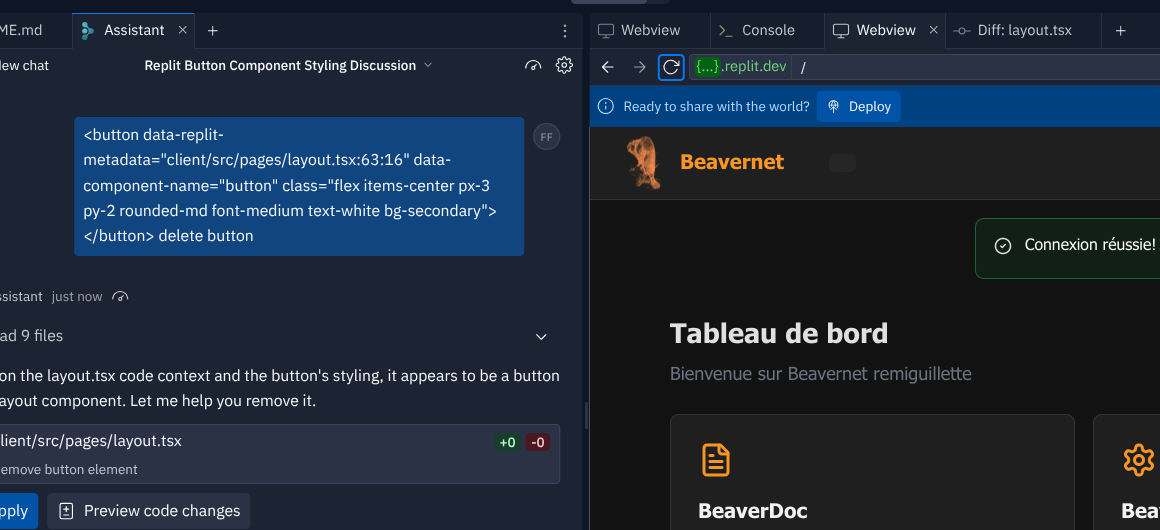 ME.md
Assistant
New chat
Replit Button Component Styling Discussion
<button data-replit-
metadata="client/src/pages/layout.tsx:63:16" data-
component-name="button" class="flex items-center px-3
py-2 rounded-md font-medium text-white bg-secondary">
</button> delete button
FF
ssistant just now
ad 9 files
on the layout.tsx code context and the button's styling, it appears to be a button
ayout component. Let me help you remove it.
lient/src/pages/layout.tsx
+0 -0
emove button element
pply
Preview code changes
Webview
Console
Webview
Diff: layout.tsx
{...}.replit.dev
/
Ready to share with the world?
Deploy
Beavernet
Connexion réussie!
Tableau de bord
Bienvenue sur Beavernet remiguillette
BeaverDoc
Bea